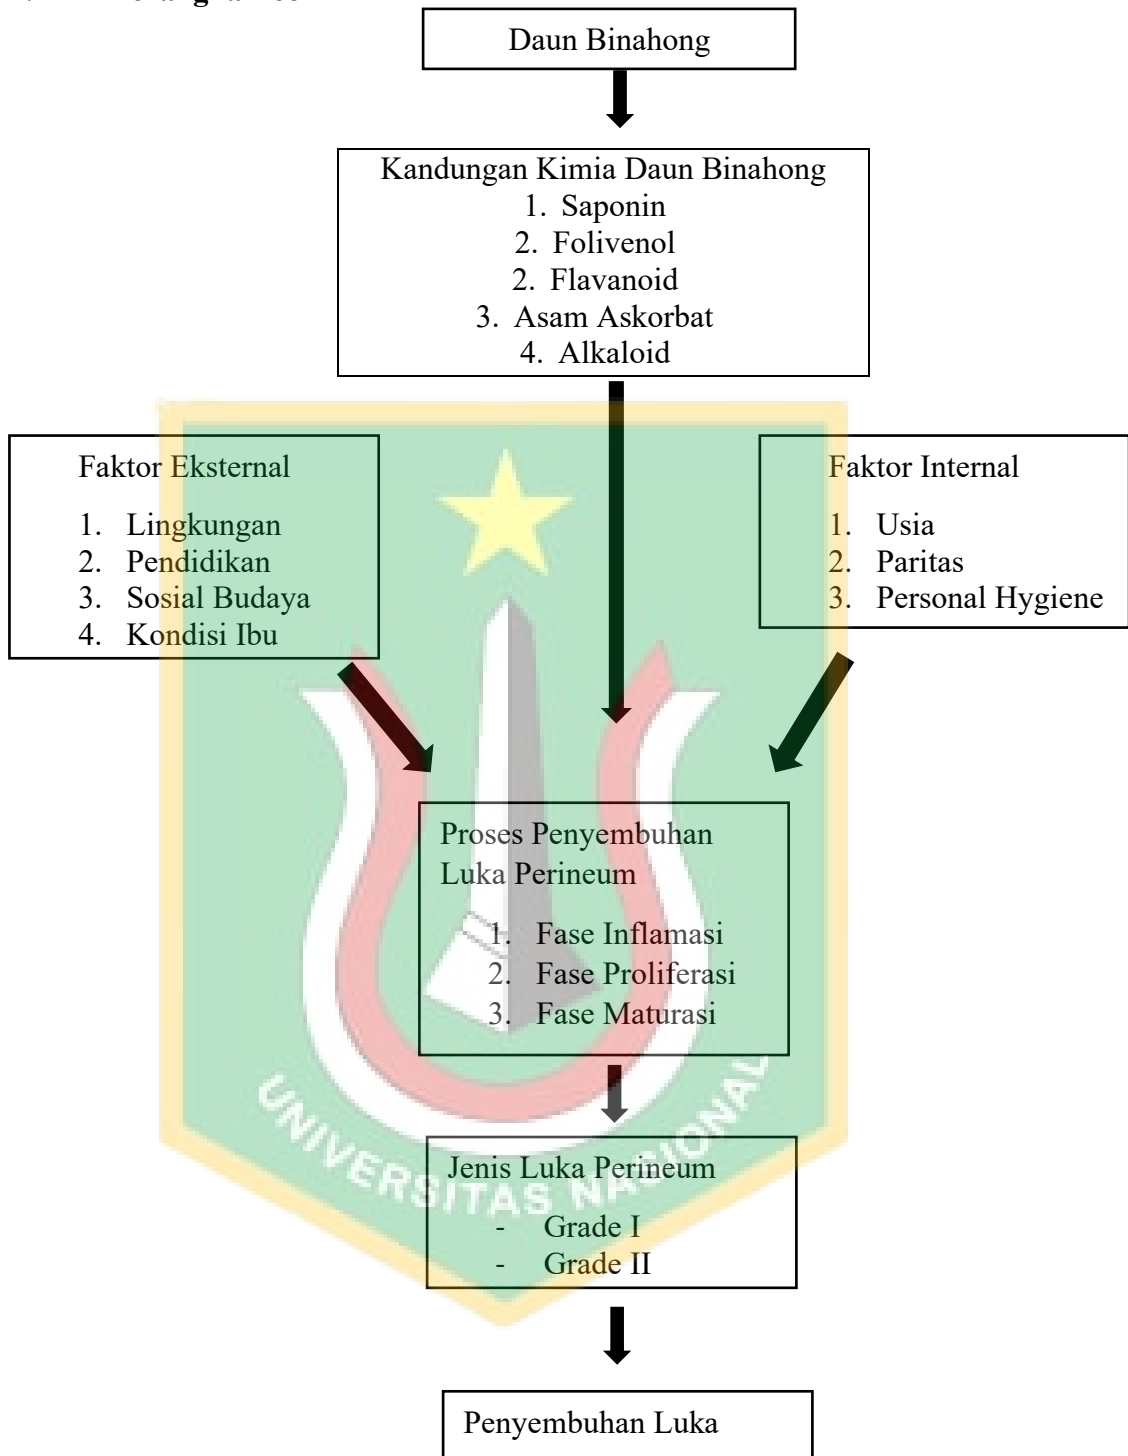 Daun Binahong
Kandungan Kimia Daun Binahong
1. Saponin
2. Folivenol
2. Flavanoid
3. Asam Askorbat
4. Alkaloid
Faktor Eksternal
1. Lingkungan
2. Pendidikan
3. Sosial Budaya
4. Kondisi Ibu
Faktor Internal
1. Usia
2. Paritas
3. Personal Hygiene
Proses Penyembuhan
Luka Perineum
1. Fase Inflamasi
2. Fase Proliferasi
3. Fase Maturasi
Jenis Luka Perineum
- Grade I
- Grade II
Penyembuhan Luka
UNIVERSITAS NASIONAL